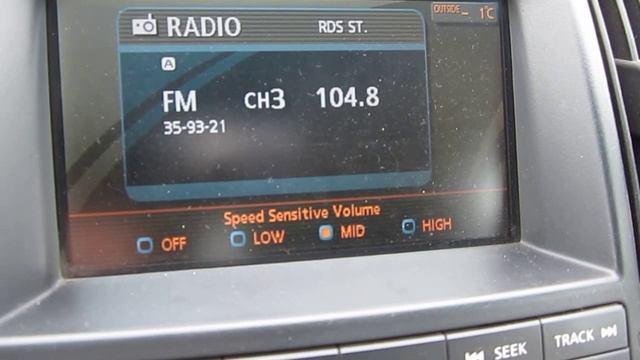 RADIO RDS ST. OUTSIDE - 1°C
A
FM CH3 104.8
35-93-21
Speed Sensitive Volume
OFF LOW MID HIGH
SEEK TRACK